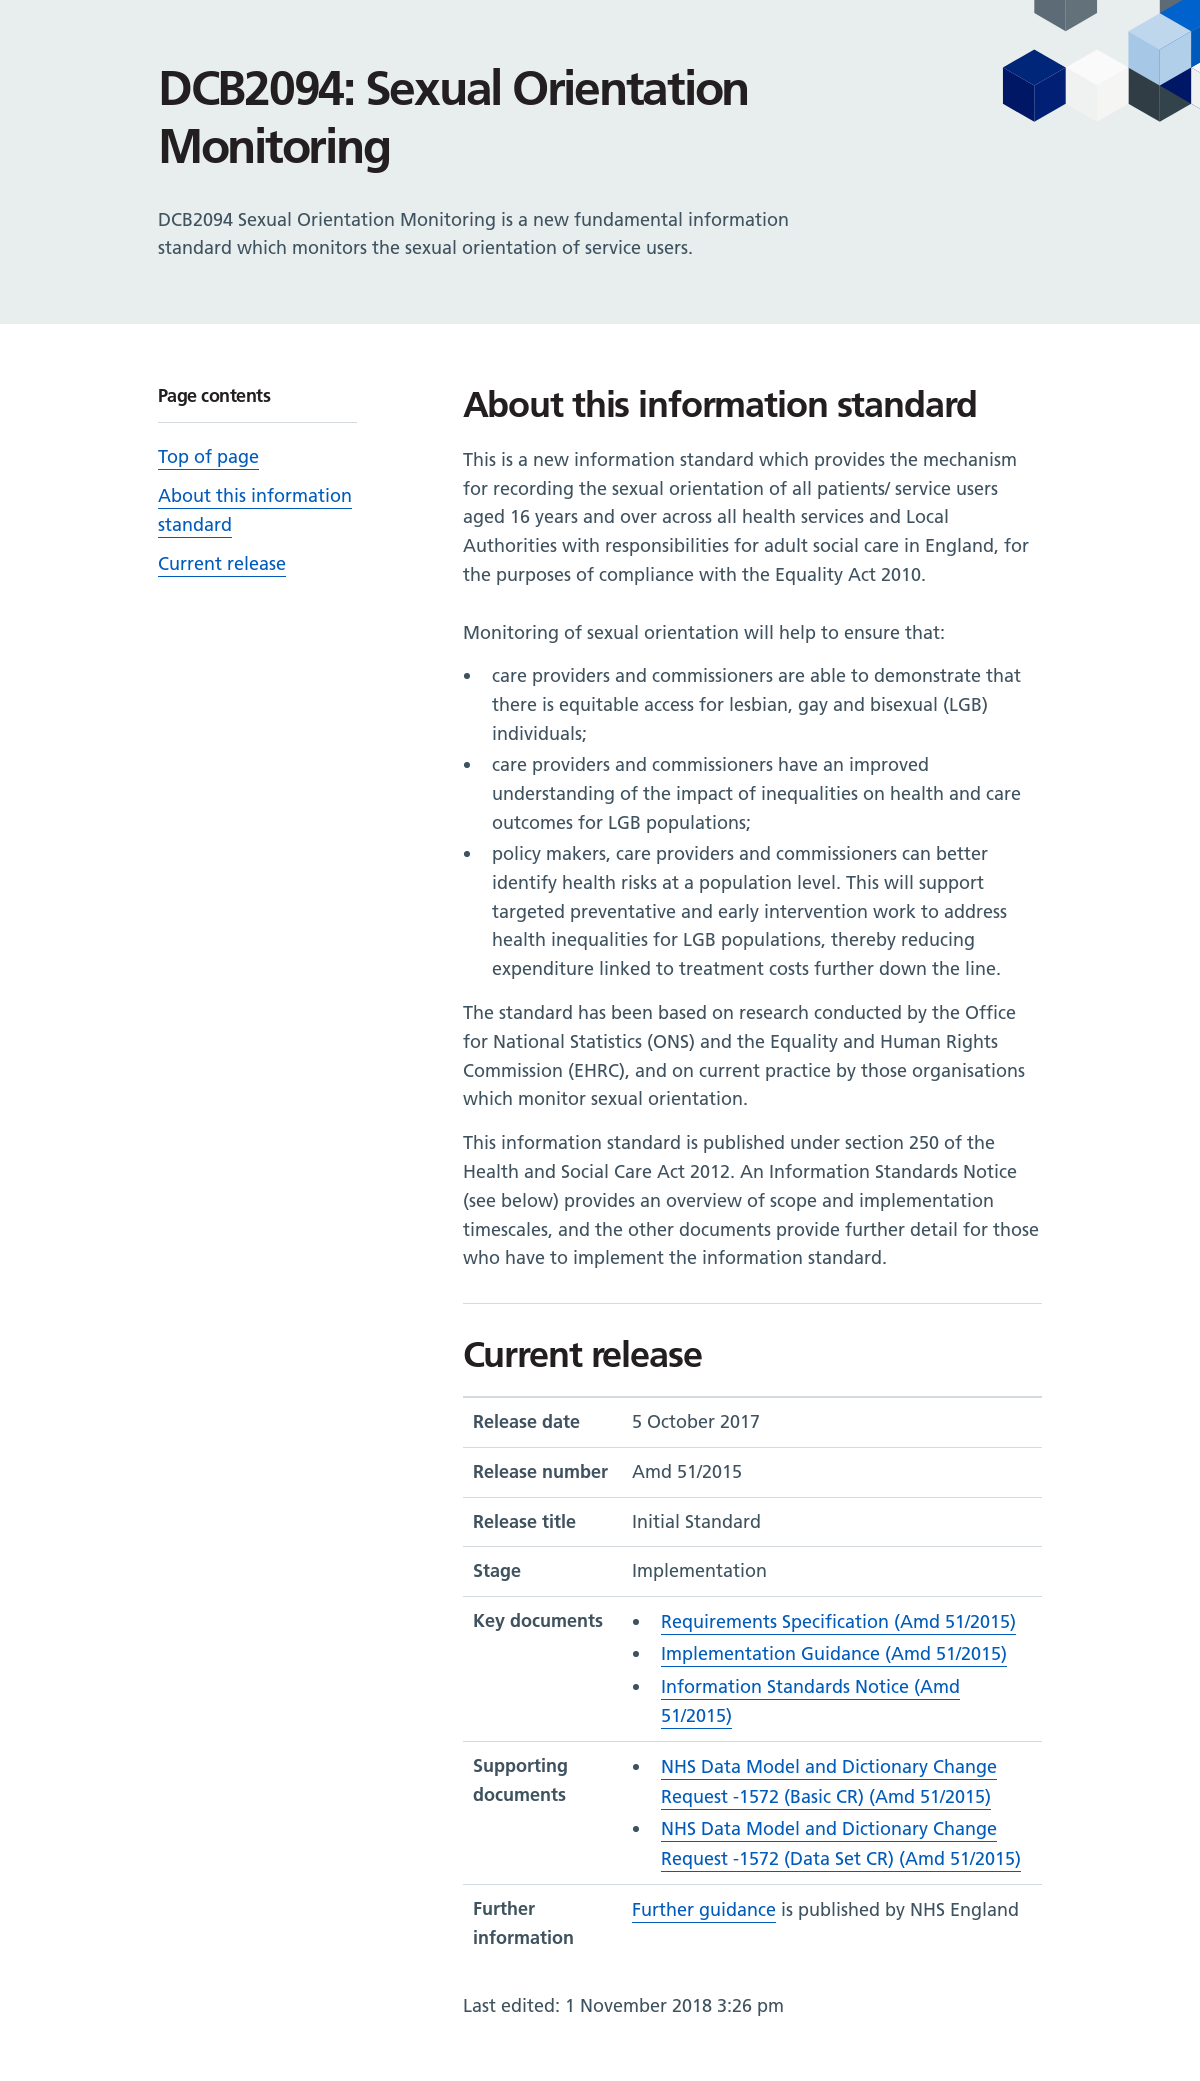 DCB2094: Sexual Orientation
Monitoring
DCB2094 Sexual Orientation Monitoring is a new fundamental information
standard which monitors the sexual orientation of service users.
Page contents
Top of page
About this information
standard
Current release
About this information standard
This is a new information standard which provides the mechanism
for recording the sexual orientation of all patients/ service users
aged 16 years and over across all health services and Local
Authorities with responsibilities for adult social care in England, for
the purposes of compliance with the Equality Act 2010.
Monitoring of sexual orientation will help to ensure that:
• care providers and commissioners are able to demonstrate that
there is equitable access for lesbian, gay and bisexual (LGB)
individuals;
• care providers and commissioners have an improved
understanding of the impact of inequalities on health and care
outcomes for LGB populations;
• policy makers, care providers and commissioners can better
identify health risks at a population level. This will support
targeted preventative and early intervention work to address
health inequalities for LGB populations, thereby reducing
expenditure linked to treatment costs further down the line.
The standard has been based on research conducted by the Office
for National Statistics (ONS) and the Equality and Human Rights
Commission (EHRC), and on current practice by those organisations
which monitor sexual orientation.
This information standard is published under section 250 of the
Health and Social Care Act 2012. An Information Standards Notice
(see below) provides an overview of scope and implementation
timescales, and the other documents provide further detail for those
who have to implement the information standard.
Current release
Release date 5 October 2017
Release number Amd 51/2015
Release title Initial Standard
Stage Implementation
Key documents • Requirements Specification (Amd 51/2015)
• Implementation Guidance (Amd 51/2015)
• Information Standards Notice (Amd
51/2015)
Supporting • NHS Data Model and Dictionary Change
documents Request -1572 (Basic CR) (Amd 51/2015)
• NHS Data Model and Dictionary Change
Request -1572 (Data Set CR) (Amd 51/2015)
Further Further guidance is published by NHS England
information
Last edited: 1 November 2018 3:26 pm